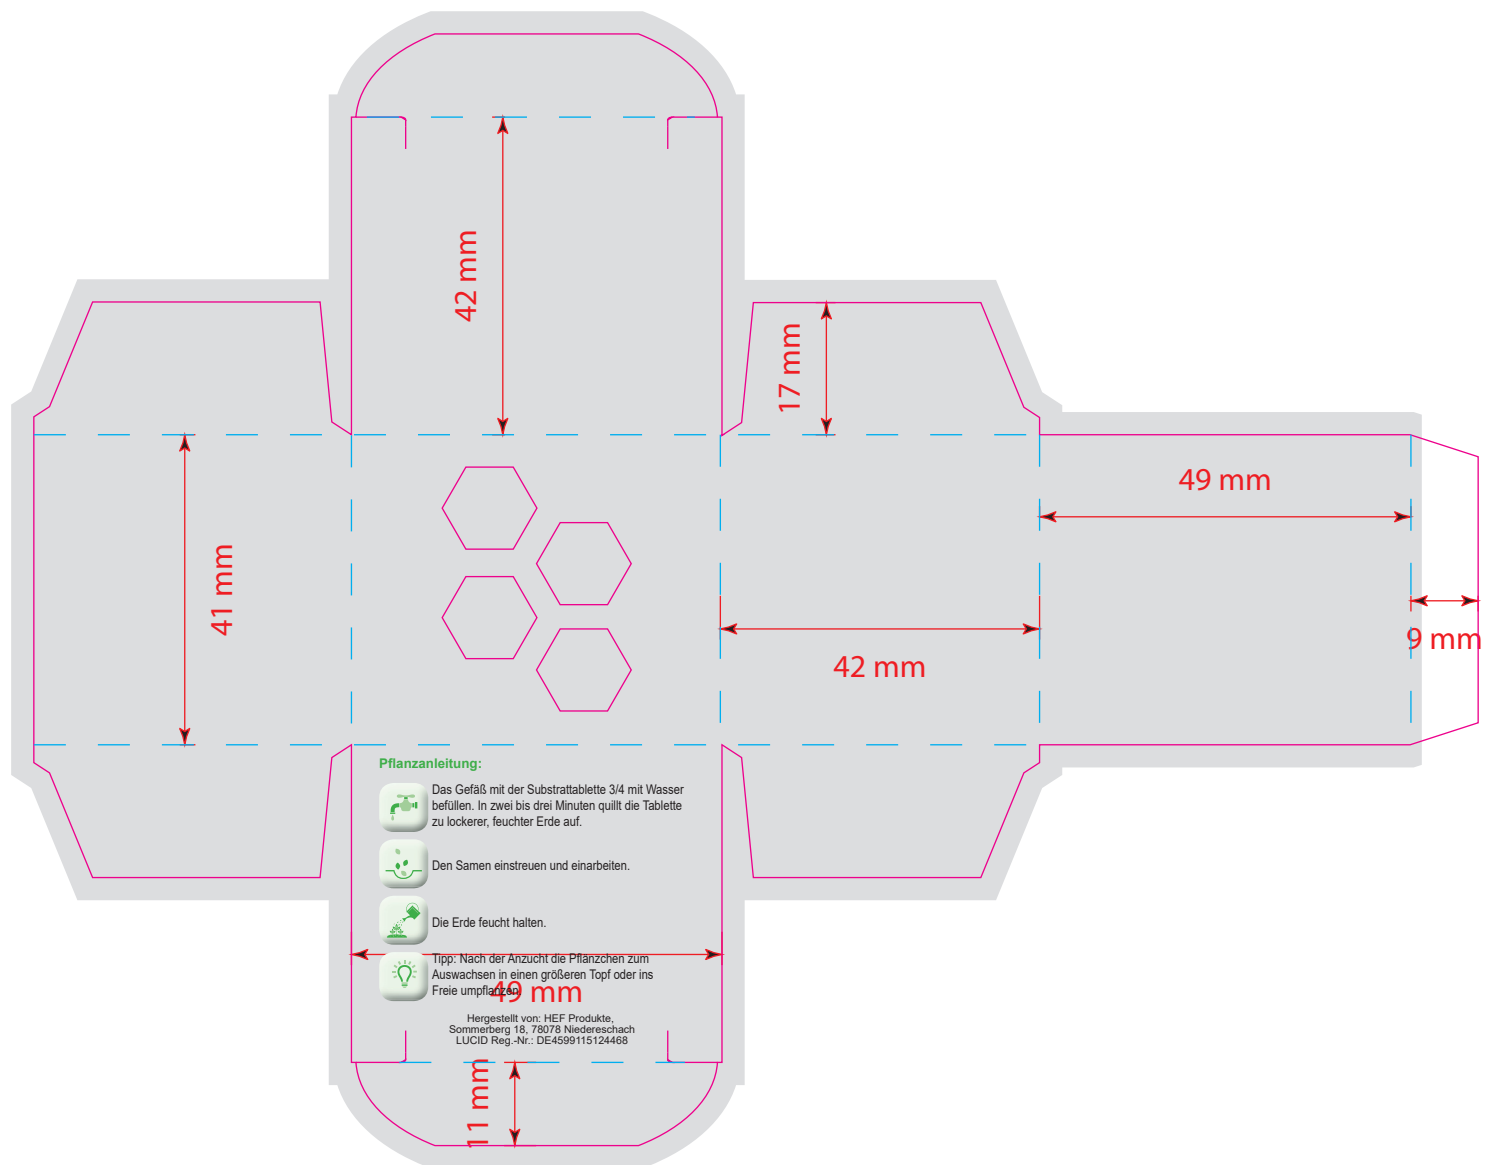 42 mm
17 mm
49 mm
41 mm
42 mm
9 mm
Pflanzanleitung:
Das Gefäß mit der Substrattablette 3/4 mit Wasser
befüllen. In zwei bis drei Minuten quillt die Tablette
zu lockerer, feuchter Erde auf.
Den Samen einstreuen und einarbeiten.
Die Erde feucht halten.
Tipp: Nach der Anzucht die Pflänzchen zum
Auswachsen in einen größeren Topf oder ins
Freie umpflanzen.
49 mm
Hergestellt von: HEF Produkte,
Sommerberg 18, 78078 Niedereschach
LUCID Reg.-Nr.: DE4599115124468
11 mm